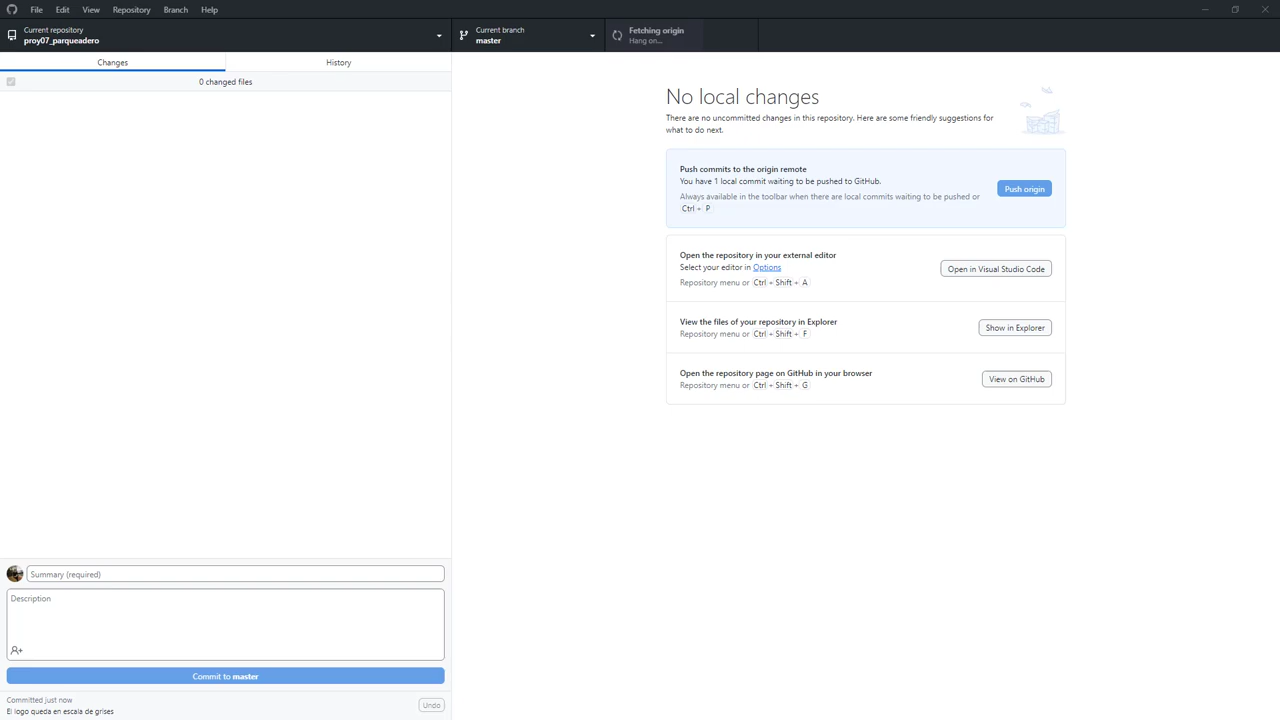 File Edit View Repository Branch Help
Current repository
proy07_parqueadero
Current branch
master
Fetching origin
Hang on...
Changes History
0 changed files
No local changes
There are no uncommitted changes in this repository. Here are some friendly suggestions for
what to do next.
Push commits to the origin remote
You have 1 local commit waiting to be pushed to GitHub.
Always available in the toolbar when there are local commits waiting to be pushed or
Ctrl + P
Push origin
Open the repository in your external editor
Select your editor in Options
Repository menu or Ctrl + Shift + A
Open in Visual Studio Code
View the files of your repository in Explorer
Repository menu or Ctrl + Shift + F
Show in Explorer
Open the repository page on GitHub in your browser
Repository menu or Ctrl + Shift + G
View on GitHub
Summary (required)
Description
Commit to master
Committed just now
El logo queda en escala de grises
Undo